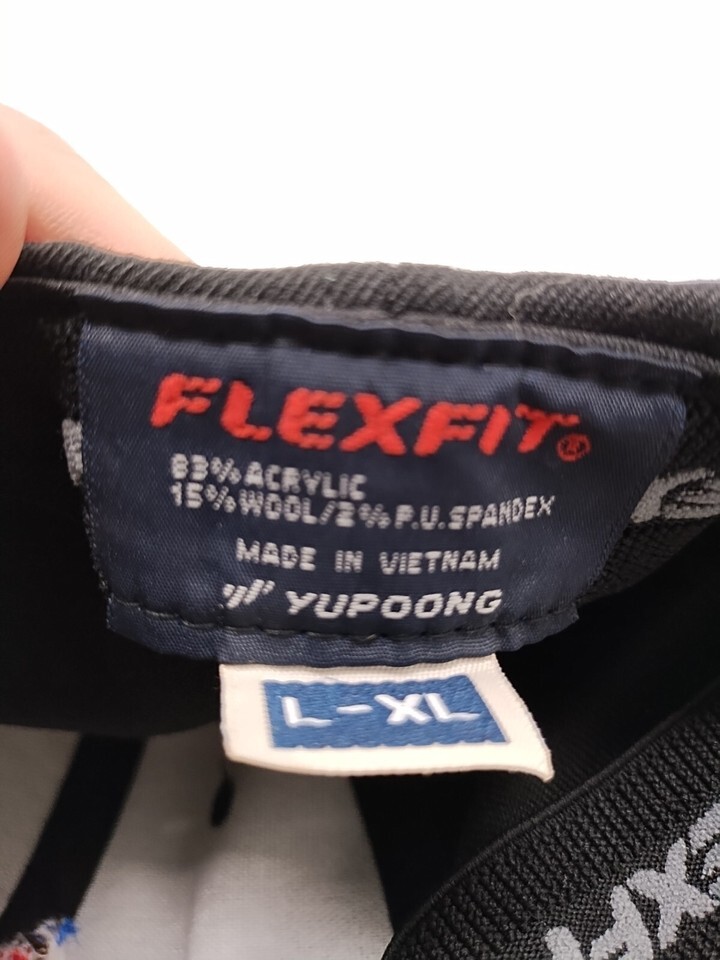 FLEXFIT®
83% ACRYLIC
15% WOOL/2% P.U.SPANDEX
MADE IN VIETNAM
YUPOONG
L-XL